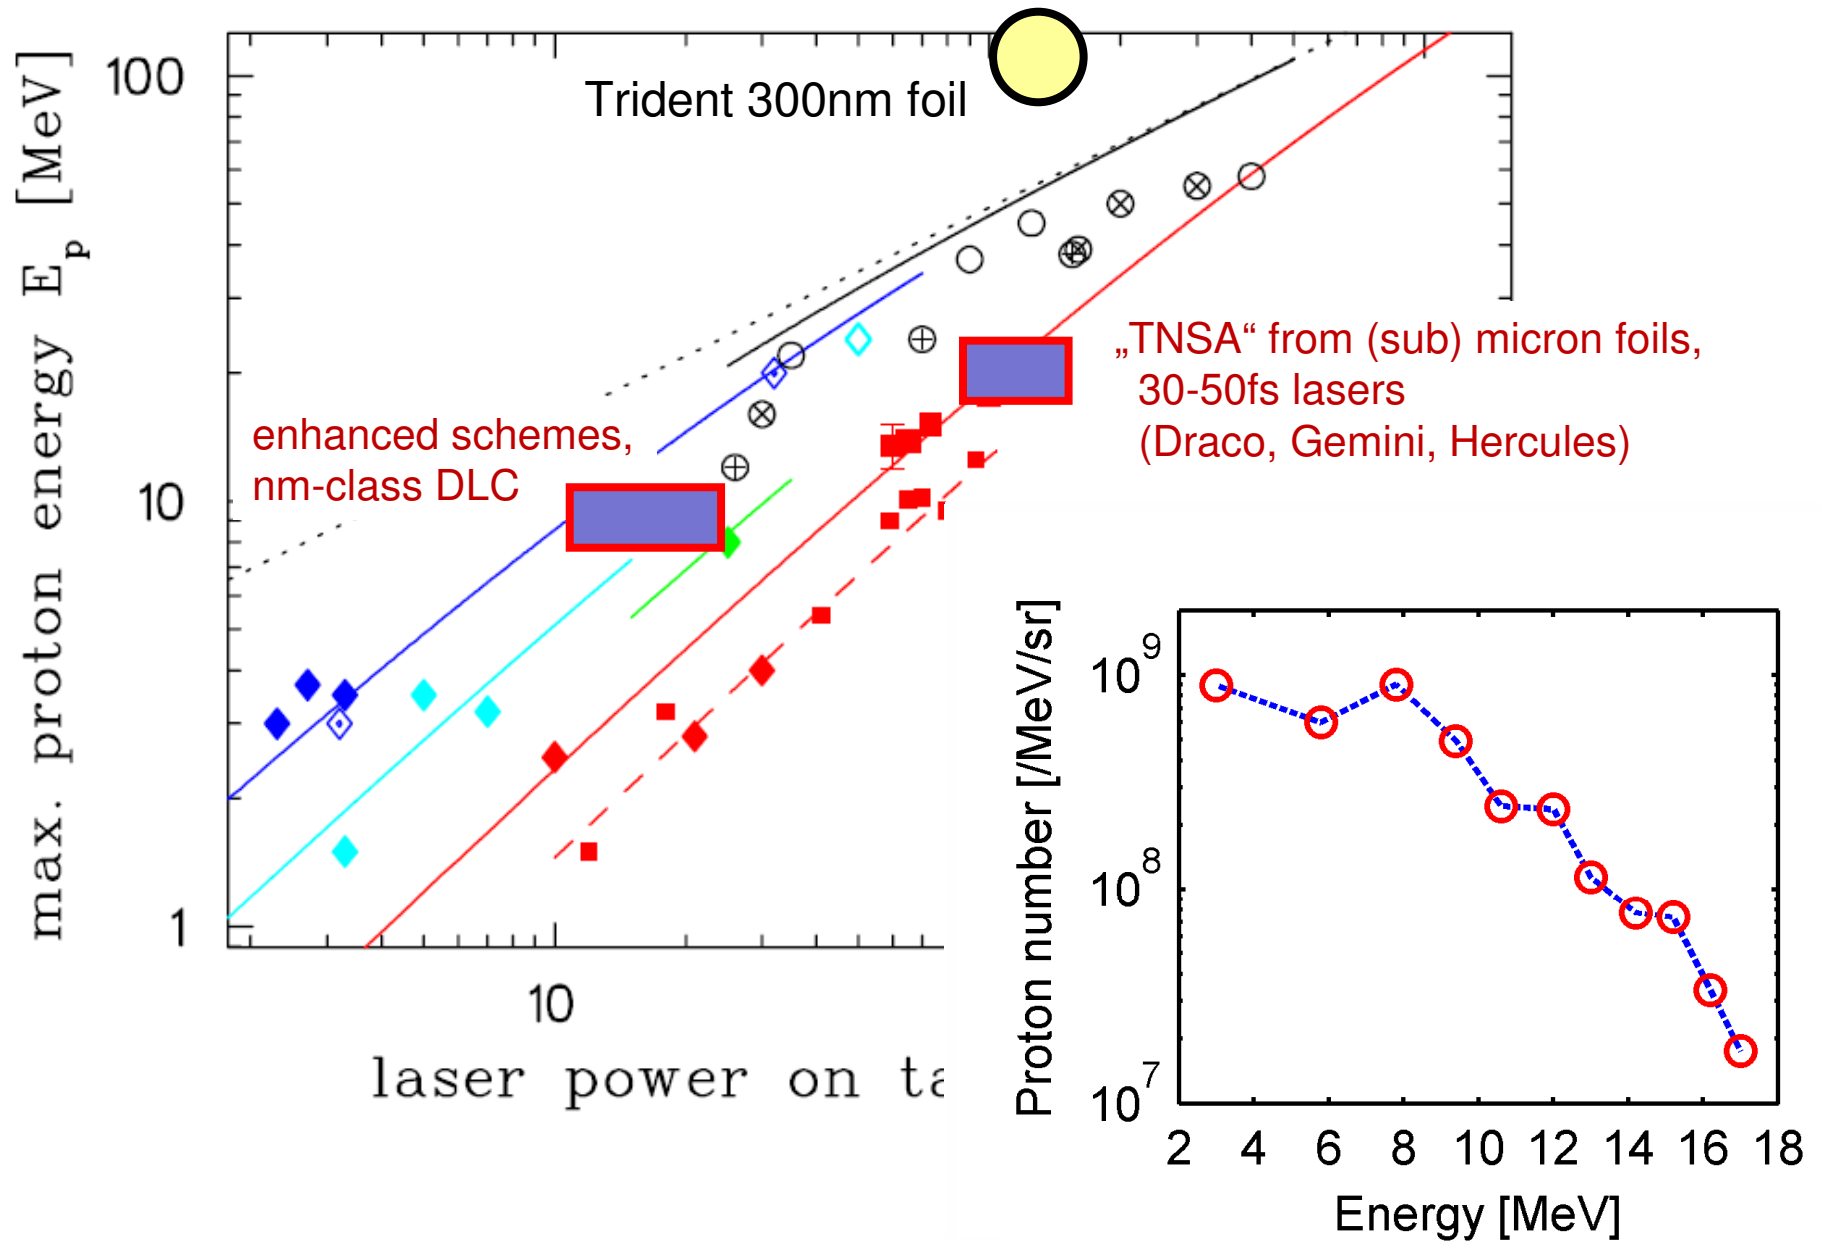 max. proton energy E_p [MeV]
100
10
1
Trident 300nm foil
enhanced schemes,
nm-class DLC
„TNSA“ from (sub) micron foils,
30-50fs lasers
(Draco, Gemini, Hercules)
10
laser power on ta
Proton number [/MeV/sr]
10^9
10^8
10^7
2 4 6 8 10 12 14 16 18
Energy [MeV]